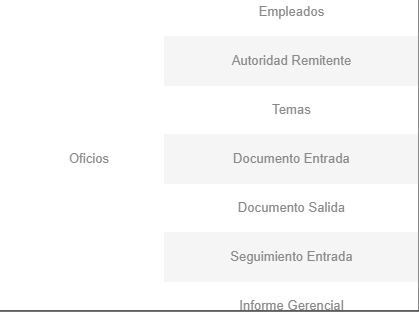 Empleados
Autoridad Remitente
Temas
Oficios
Documento Entrada
Documento Salida
Seguimiento Entrada
Informe Gerencial